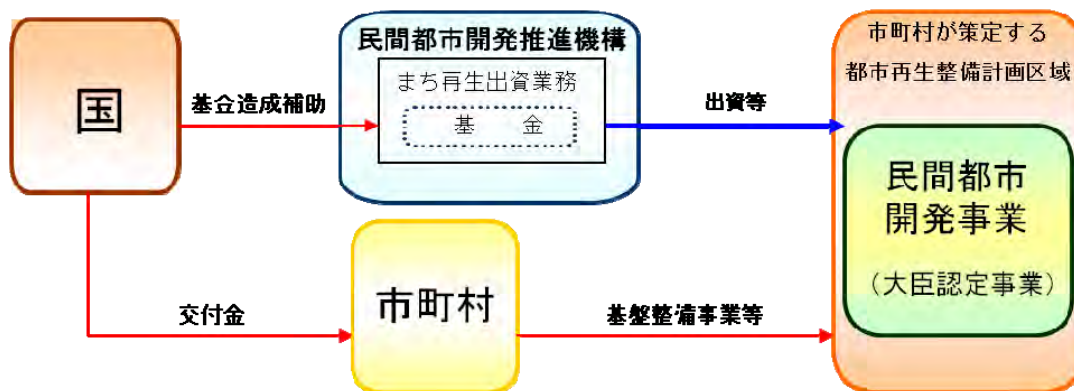 国
基金造成補助
民間都市開発推進機構
まち再生出資業務
基　金
出資等
市町村が策定する
都市再生整備計画区域
民間都市
開発事業
（大臣認定事業）
交付金
市町村
基盤整備事業等